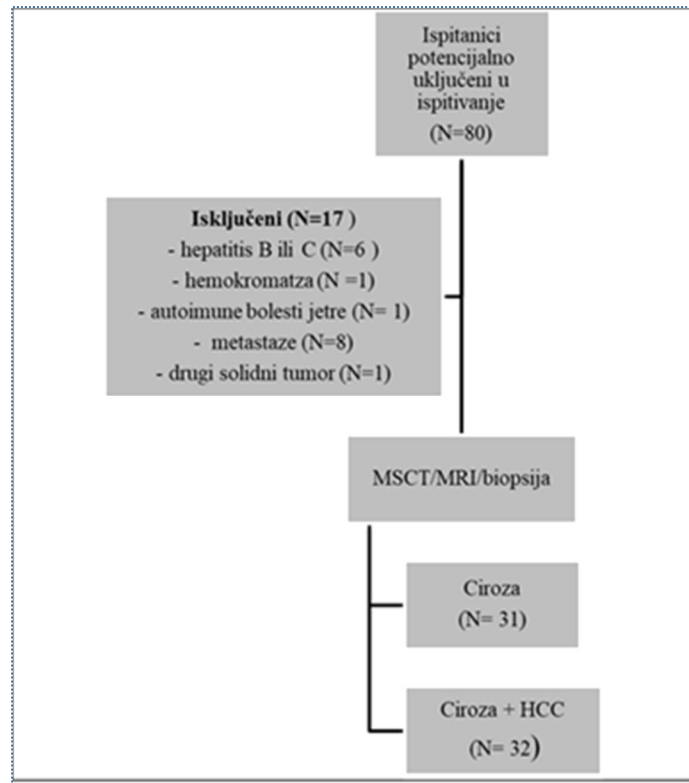 Ispitanici
potencijalno
uključeni u
ispitivanje
(N=80)
Isključeni (N=17 )
- hepatitis B ili C (N=6 )
- hemokromatza (N =1)
- autoimune bolesti jetre (N= 1)
- metastaze (N=8)
- drugi solidni tumor (N=1)
MSCT/MRI/biopsija
Ciroza
(N= 31)
Ciroza + HCC
(N= 32)